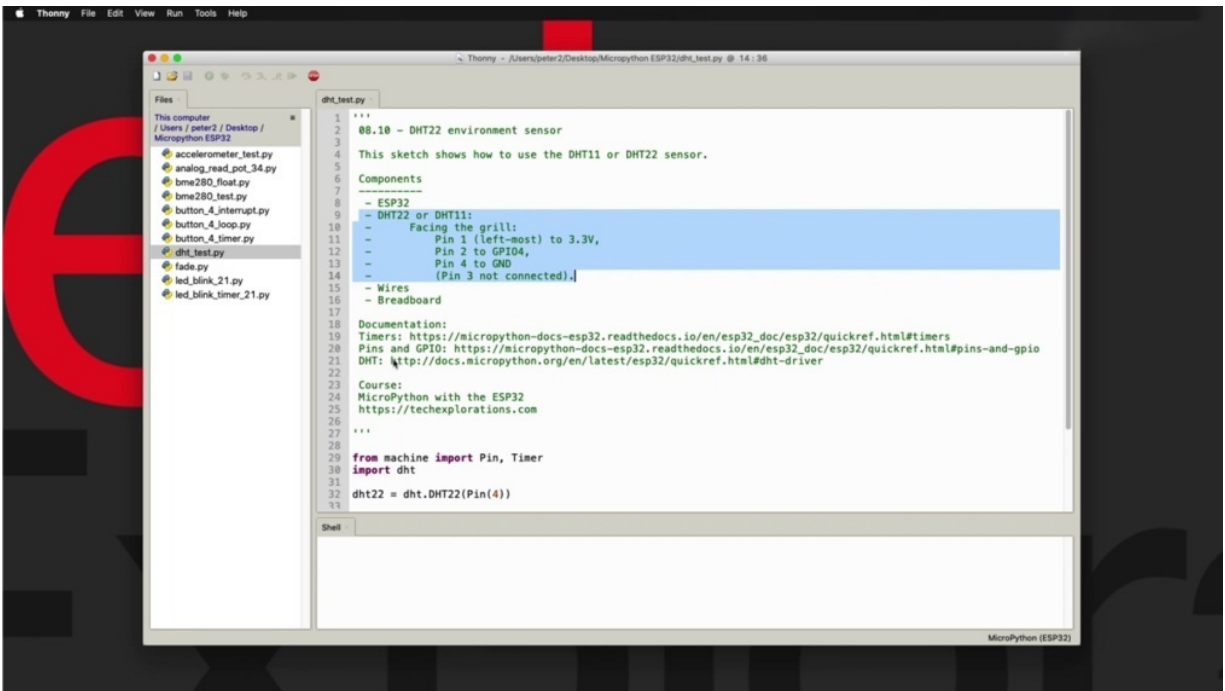 Thonny File Edit View Run Tools Help
Thonny - /Users/peter2/Desktop/Micropython ESP32/dht_test.py @ 14 : 36
Files
This computer
/ Users / peter2 / Desktop /
Micropython ESP32
accelerometer_test.py
analog_read_pot_34.py
bme280_float.py
bme280_test.py
button_4_interrupt.py
button_4_loop.py
button_4_timer.py
dht_test.py
fade.py
led_blink_21.py
led_blink_timer_21.py
dht_test.py
1 '''
2 08.10 - DHT22 environment sensor
3
4 This sketch shows how to use the DHT11 or DHT22 sensor.
5
6 Components
7 ----------
8 - ESP32
9 - DHT22 or DHT11:
10 - Facing the grill:
11 - Pin 1 (left-most) to 3.3V,
12 - Pin 2 to GPIO4,
13 - Pin 4 to GND
14 - (Pin 3 not connected).
15 - Wires
16 - Breadboard
17
18 Documentation:
19 Timers: https://micropython-docs-esp32.readthedocs.io/en/esp32_doc/esp32/quickref.html#timers
20 Pins and GPIO: https://micropython-docs-esp32.readthedocs.io/en/esp32_doc/esp32/quickref.html#pins-and-gpio
21 DHT: http://docs.micropython.org/en/latest/esp32/quickref.html#dht-driver
22
23 Course:
24 MicroPython with the ESP32
25 https://techexplorations.com
26
27 '''
28
29 from machine import Pin, Timer
30 import dht
31
32 dht22 = dht.DHT22(Pin(4))
33
Shell
MicroPython (ESP32)